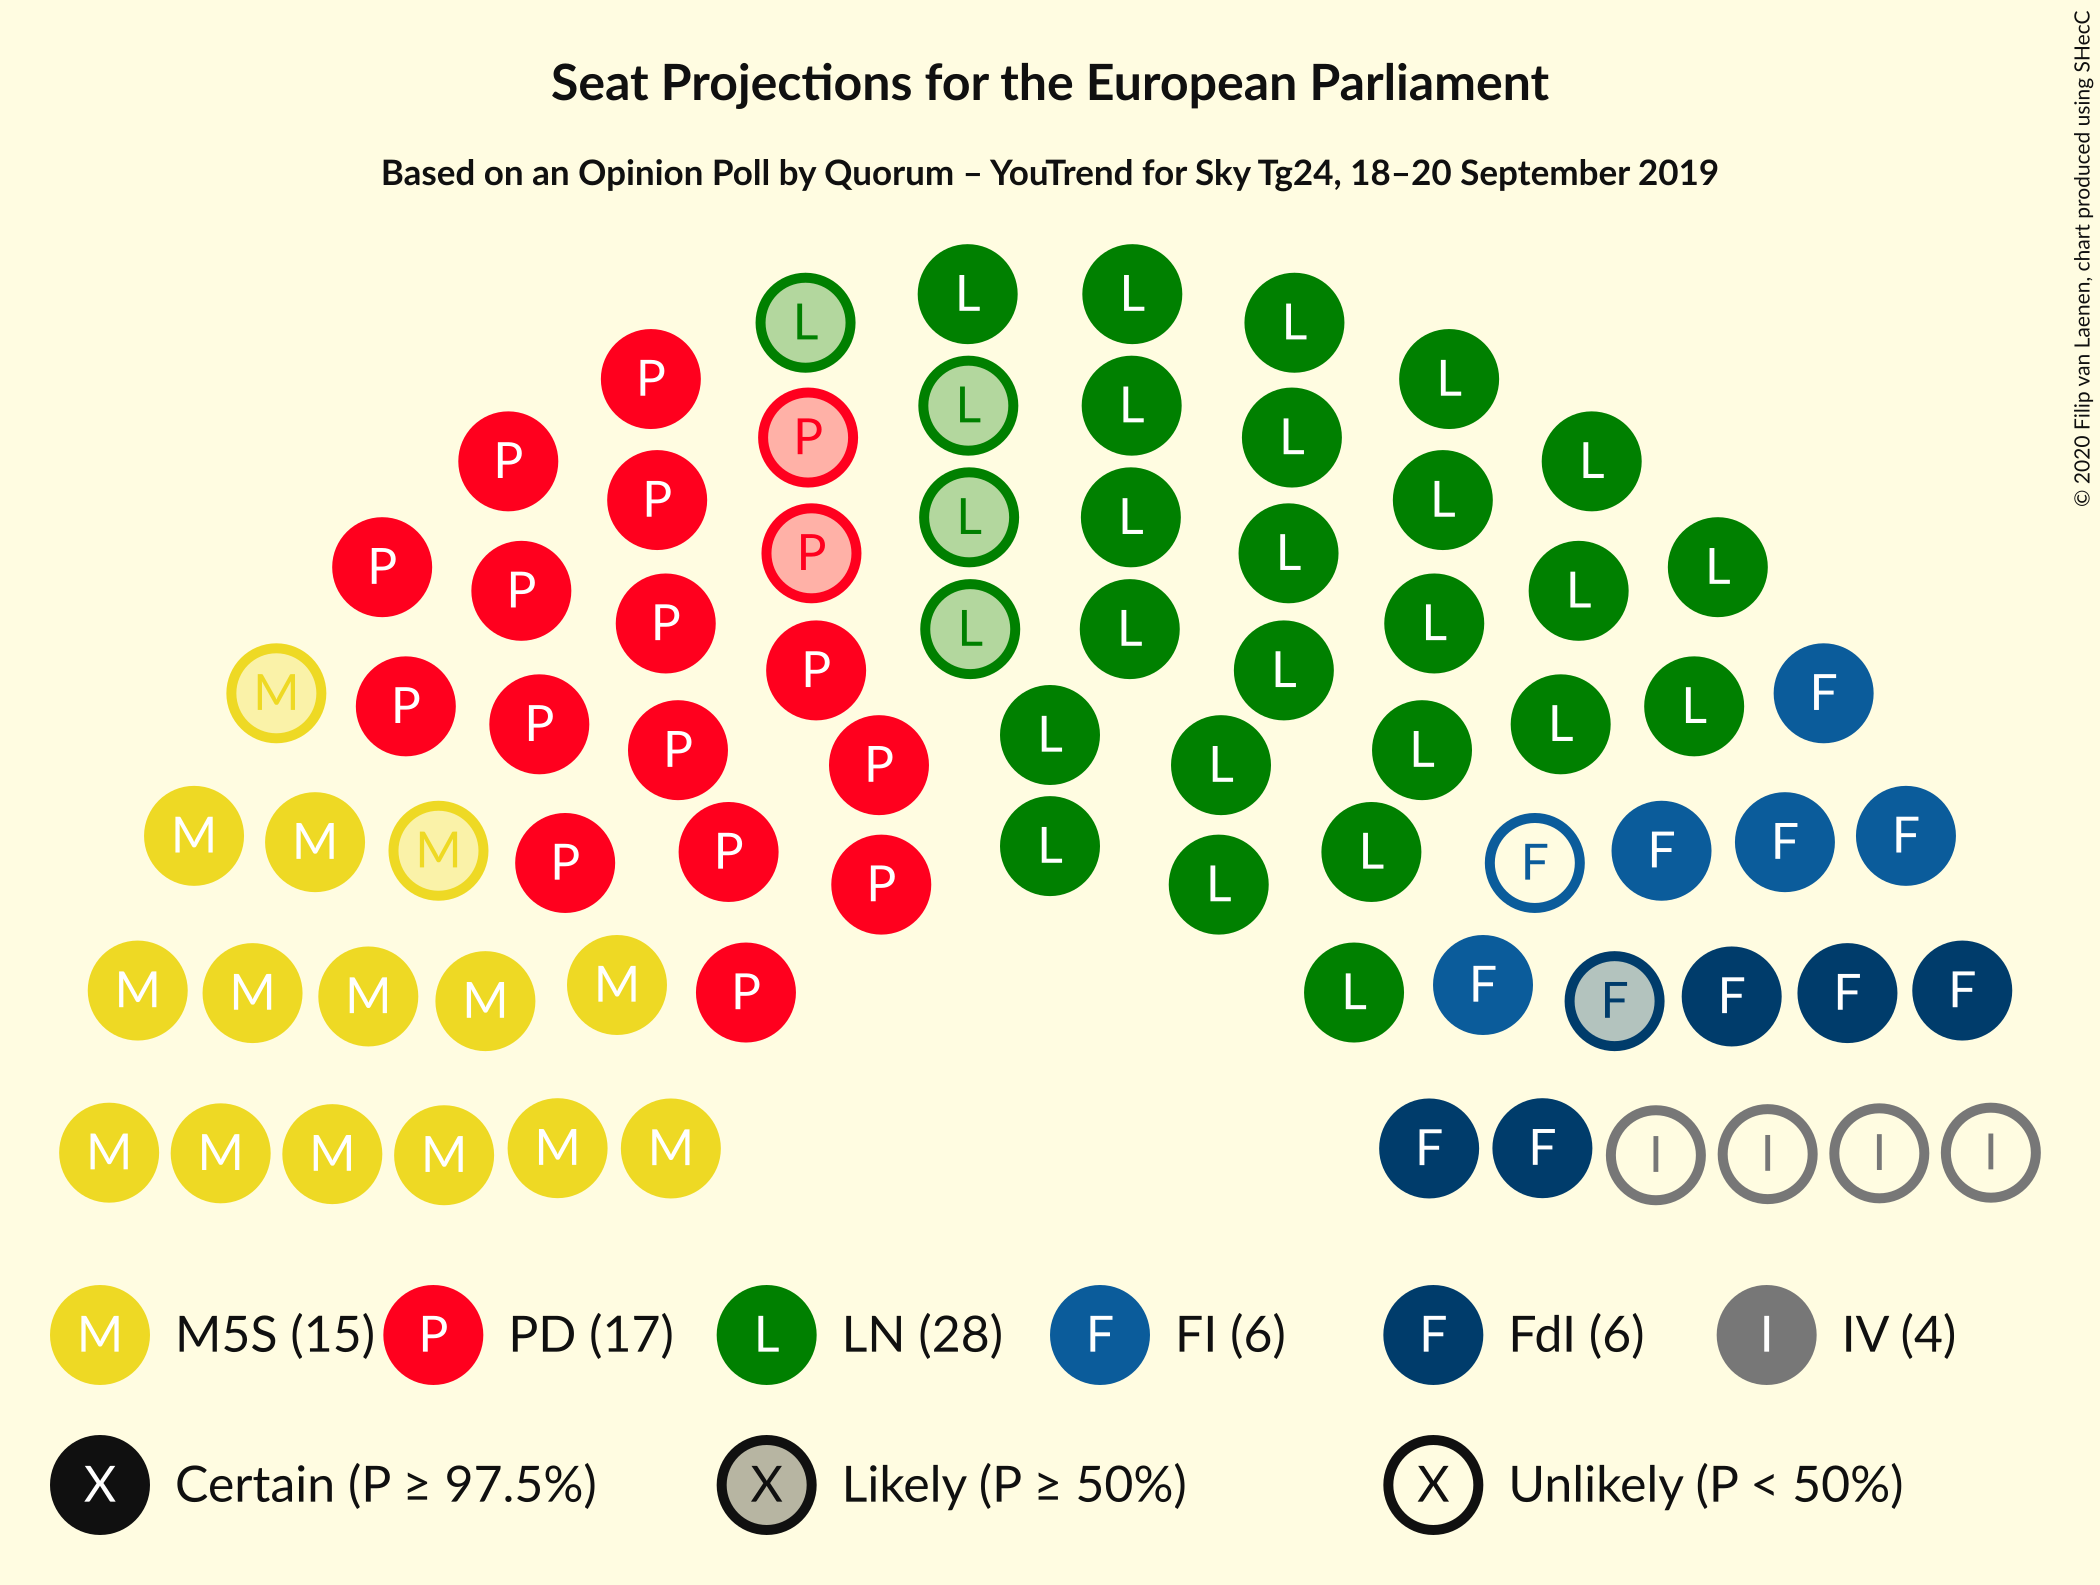 Seat Projections for the European Parliament
Based on an Opinion Poll by Quorum – YouTrend for Sky Tg24, 18–20 September 2019
© 2020 Filip van Laenen, chart produced using SHecC
L L L L
P L
P L L L P
P L
P L
P L L L P
P L
P L
M P P L L L P
P L L F
P P L L
P L L L
M M M P P L L F F F F
P L
M M M M M P L F F F F F
M M M M M M F F I I I I
M M5S (15) P PD (17) L LN (28) F FI (6) F FdI (6) I IV (4)
X Certain (P ≥ 97.5%) X Likely (P ≥ 50%) X Unlikely (P < 50%)